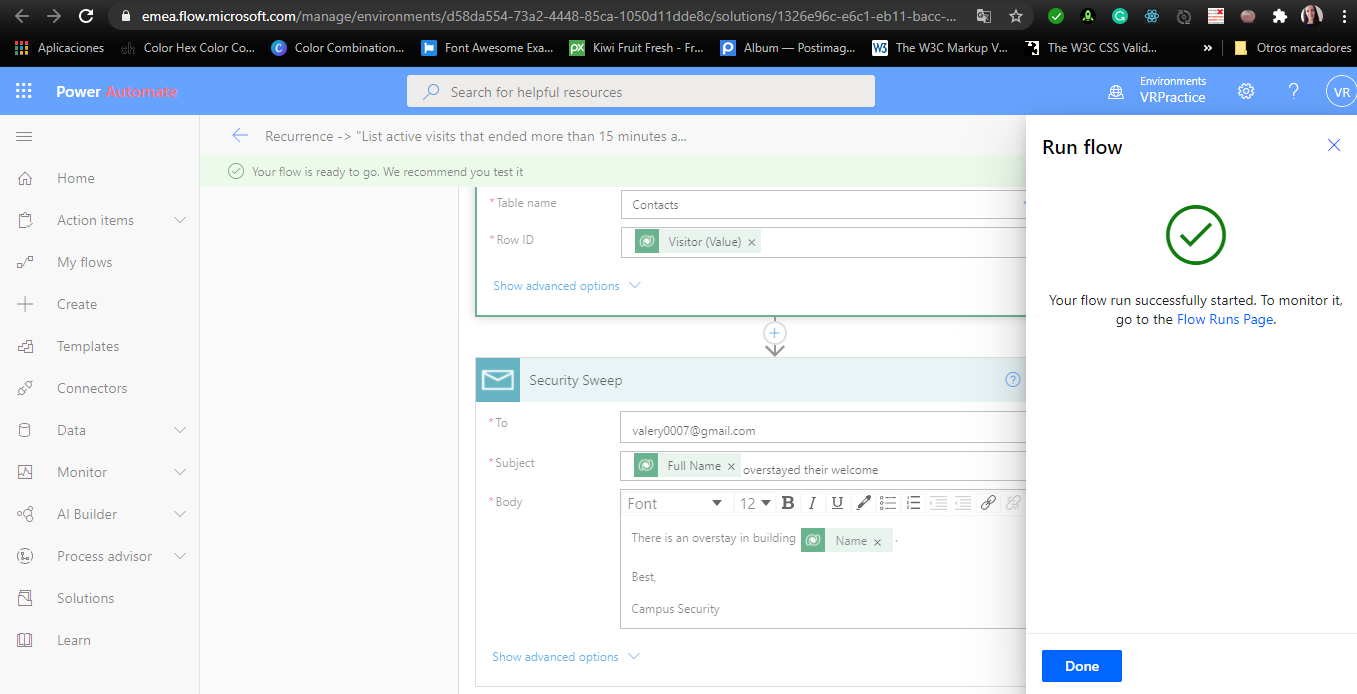 emea.flow.microsoft.com/manage/environments/d58da554-73a2-4448-85ca-1050d11dde8c/solutions/1326e96c-e6c1-eb11-bacc-...
Aplicaciones
Color Hex Color Co...
Color Combination...
Font Awesome Exa...
Kiwi Fruit Fresh - Fr...
Album — Postimag...
The W3C Markup V...
The W3C CSS Valid...
»
Otros marcadores
Power Automate
Search for helpful resources
Environments
VRPractice
VR
Recurrence -> "List active visits that ended more than 15 minutes a...
Your flow is ready to go. We recommend you test it
Home
Action items
My flows
Create
Templates
Connectors
Data
Monitor
AI Builder
Process advisor
Solutions
Learn
* Table name
Contacts
* Row ID
Visitor (Value) ×
Show advanced options
Security Sweep
* To
valery0007@gmail.com
* Subject
Full Name × overstayed their welcome
* Body
Font 12 B I U
There is an overstay in building Name × .
Best,
Campus Security
Show advanced options
Run flow
Your flow run successfully started. To monitor it,
go to the Flow Runs Page.
Done